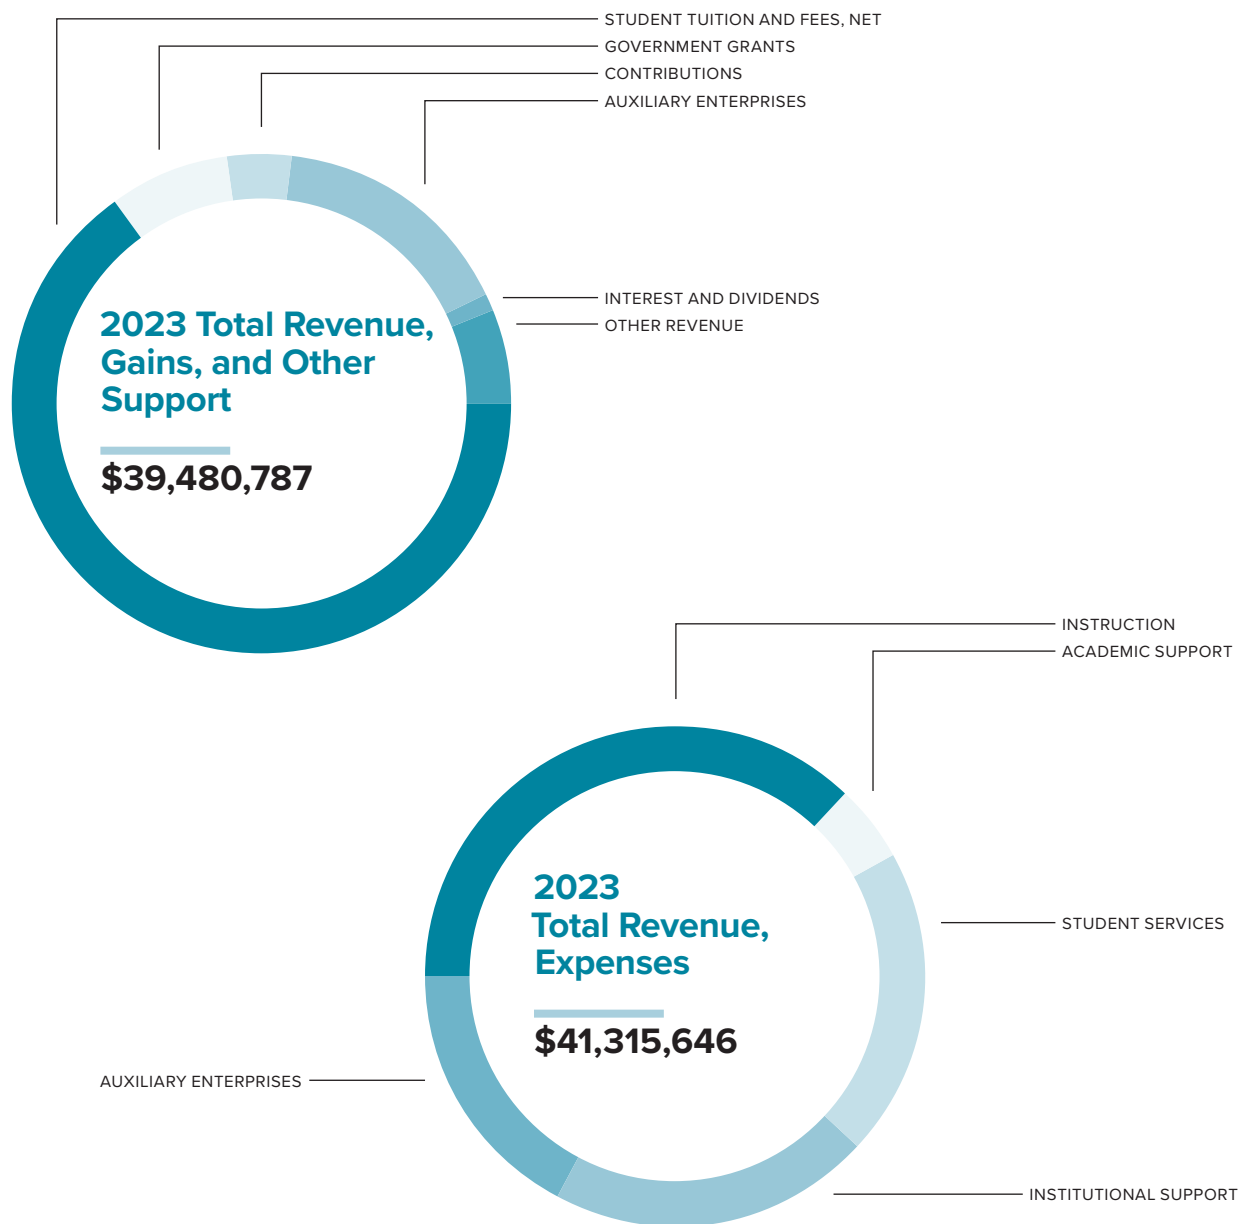 STUDENT TUITION AND FEES, NET
GOVERNMENT GRANTS
CONTRIBUTIONS
AUXILIARY ENTERPRISES
INTEREST AND DIVIDENDS
OTHER REVENUE
2023 Total Revenue,
Gains, and Other
Support
$39,480,787
INSTRUCTION
ACADEMIC SUPPORT
STUDENT SERVICES
2023
Total Revenue,
Expenses
$41,315,646
AUXILIARY ENTERPRISES
INSTITUTIONAL SUPPORT